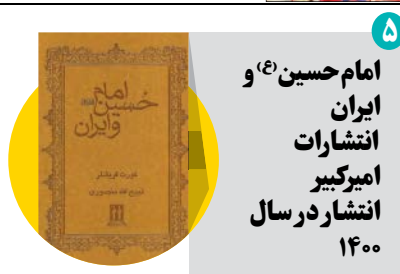 ۵
امام‌حسین(ع) و
ایران
انتشارات
امیرکبیر
انتشار در سال
۱۴۰۰
امام
حسین
و ایران